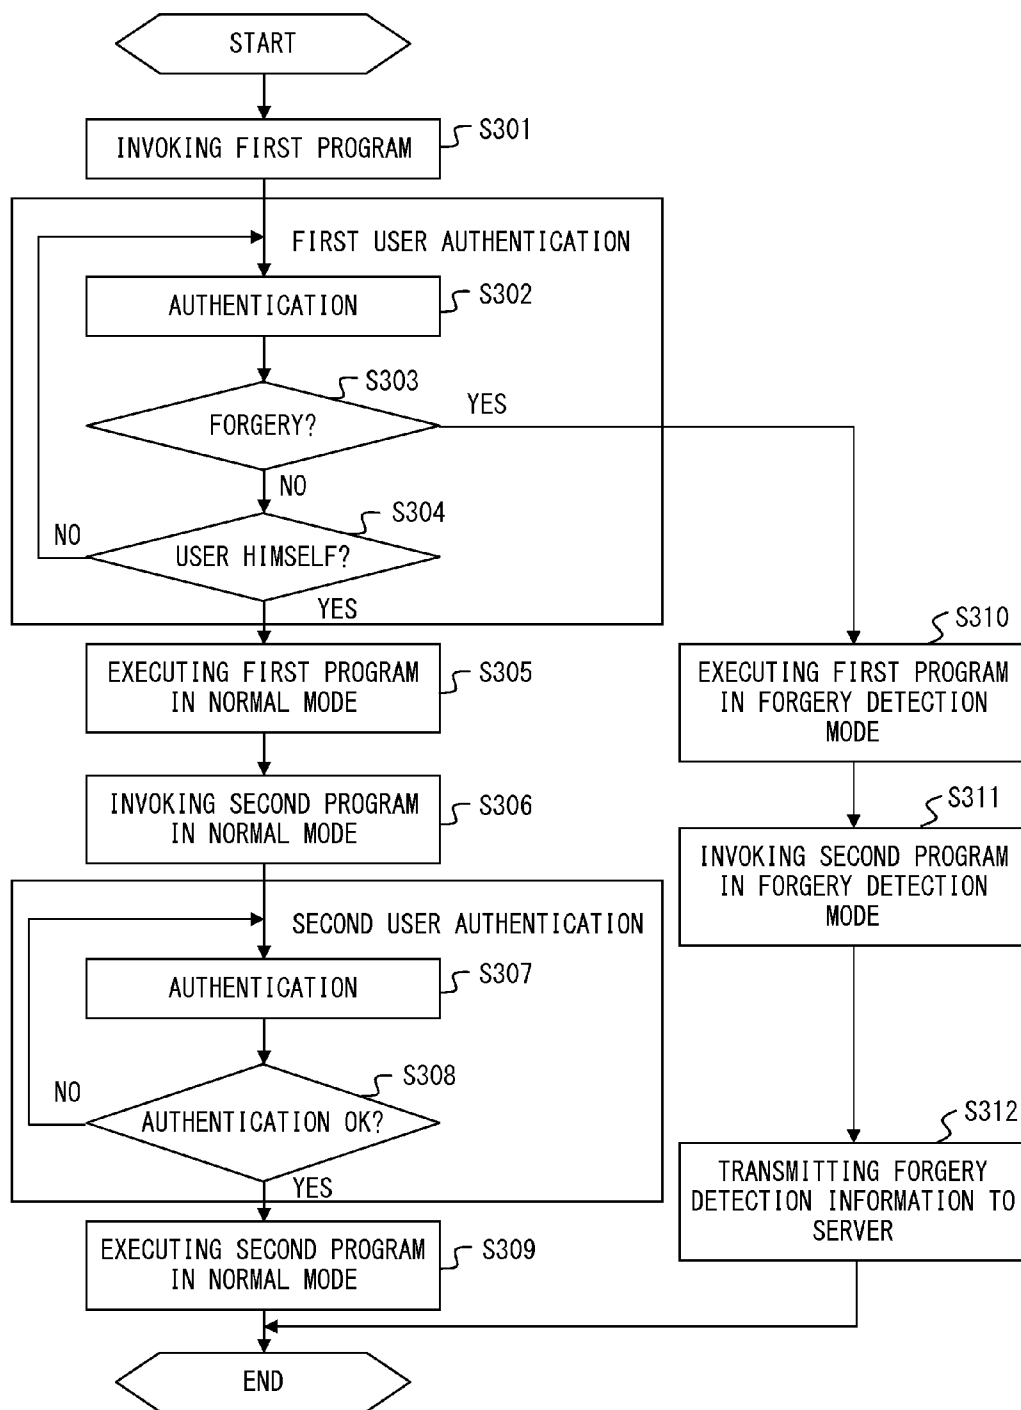 START
INVOKING FIRST PROGRAM
S301
FIRST USER AUTHENTICATION
AUTHENTICATION
S302
S303
FORGERY?
YES
NO
S304
NO
USER HIMSELF?
YES
EXECUTING FIRST PROGRAM
IN NORMAL MODE
S305
S310
EXECUTING FIRST PROGRAM
IN FORGERY DETECTION
MODE
INVOKING SECOND PROGRAM
IN NORMAL MODE
S306
S311
INVOKING SECOND PROGRAM
IN FORGERY DETECTION
MODE
SECOND USER AUTHENTICATION
AUTHENTICATION
S307
S308
NO
AUTHENTICATION OK?
YES
S312
TRANSMITTING FORGERY
DETECTION INFORMATION TO
SERVER
EXECUTING SECOND PROGRAM
IN NORMAL MODE
S309
END